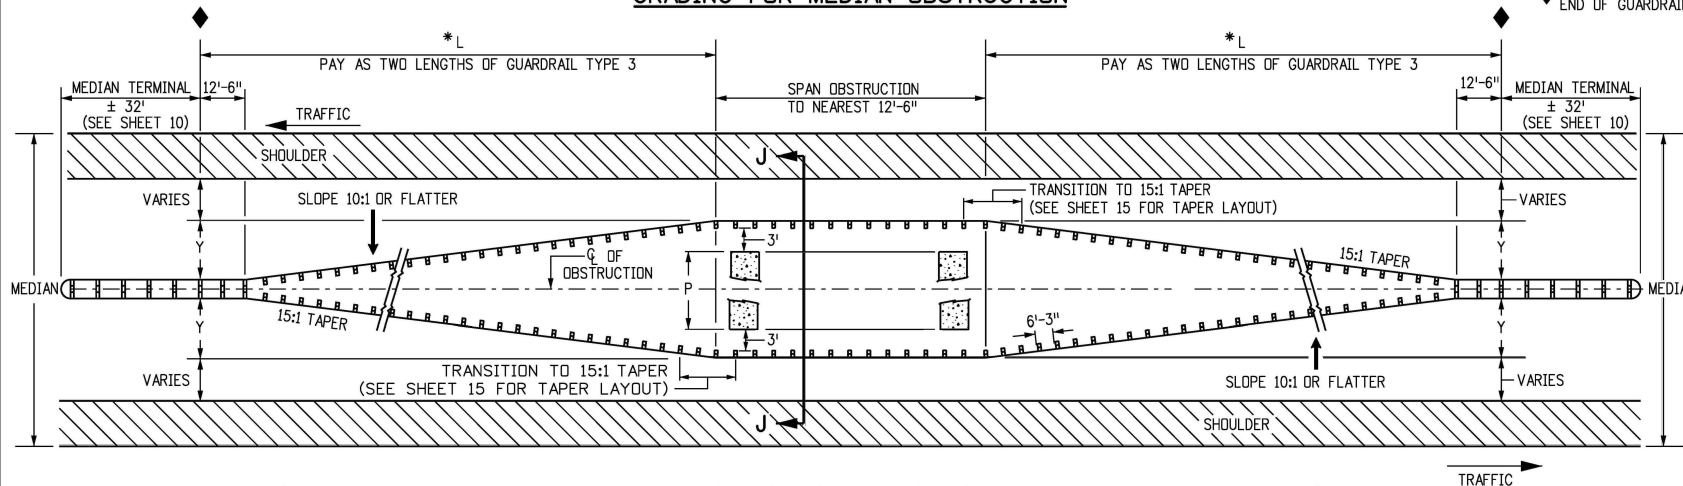 GRADING FOR MEDIAN OBSTRUCTION
END OF GUARDRAIL
*L
*L
PAY AS TWO LENGTHS OF GUARDRAIL TYPE 3
PAY AS TWO LENGTHS OF GUARDRAIL TYPE 3
MEDIAN TERMINAL
± 32'
(SEE SHEET 10)
12'-6"
SPAN OBSTRUCTION
TO NEAREST 12'-6"
12'-6"
MEDIAN TERMINAL
± 32'
(SEE SHEET 10)
TRAFFIC
SHOULDER
J
VARIES
SLOPE 10:1 OR FLATTER
TRANSITION TO 15:1 TAPER
(SEE SHEET 15 FOR TAPER LAYOUT)
VARIES
Y
3'
℄ OF
OBSTRUCTION
15:1 TAPER
Y
MEDIAN
P
MEDIA
15:1 TAPER
Y
3'
6'-3"
Y
TRANSITION TO 15:1 TAPER
(SEE SHEET 15 FOR TAPER LAYOUT)
VARIES
SLOPE 10:1 OR FLATTER
VARIES
J
SHOULDER
TRAFFIC